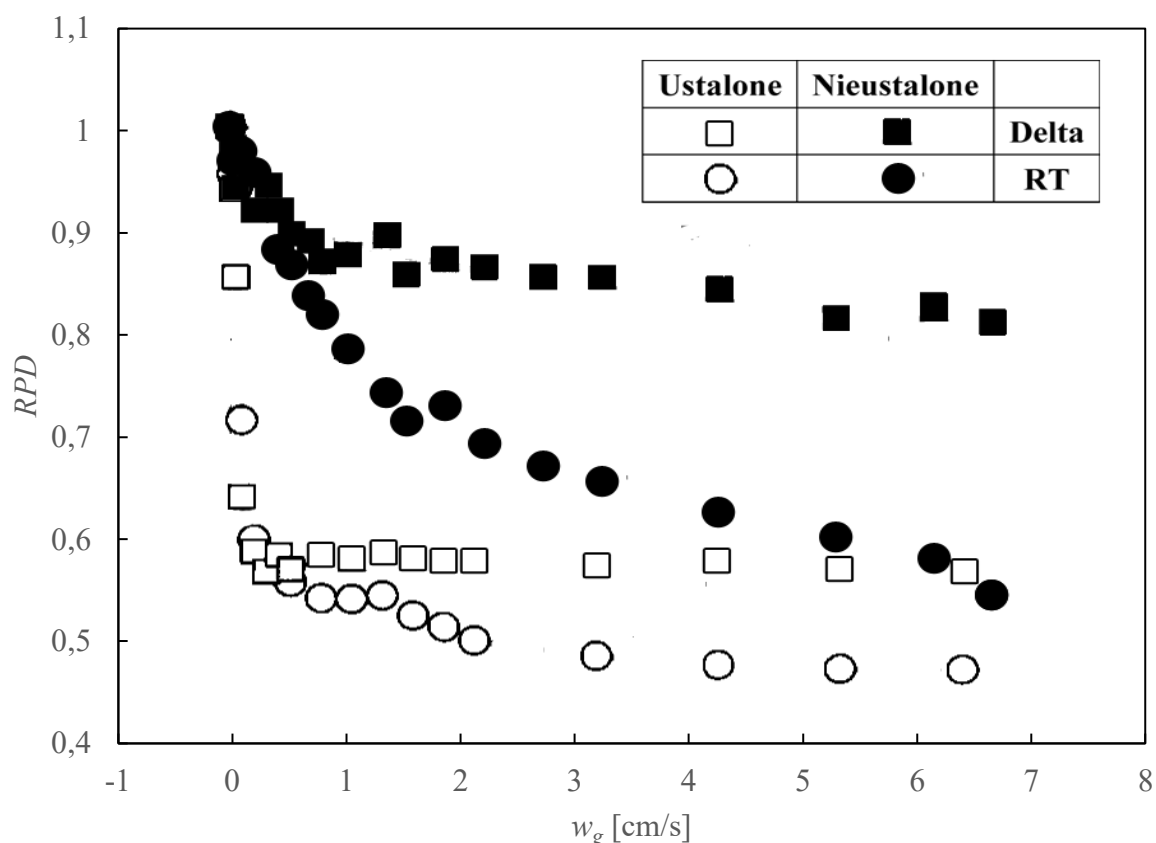 1,1
1
0,9
0,8
0,7
0,6
0,5
0,4
RPD
Ustalone Nieustalone
Delta
RT
-1 0 1 2 3 4 5 6 7 8
w_g [cm/s]